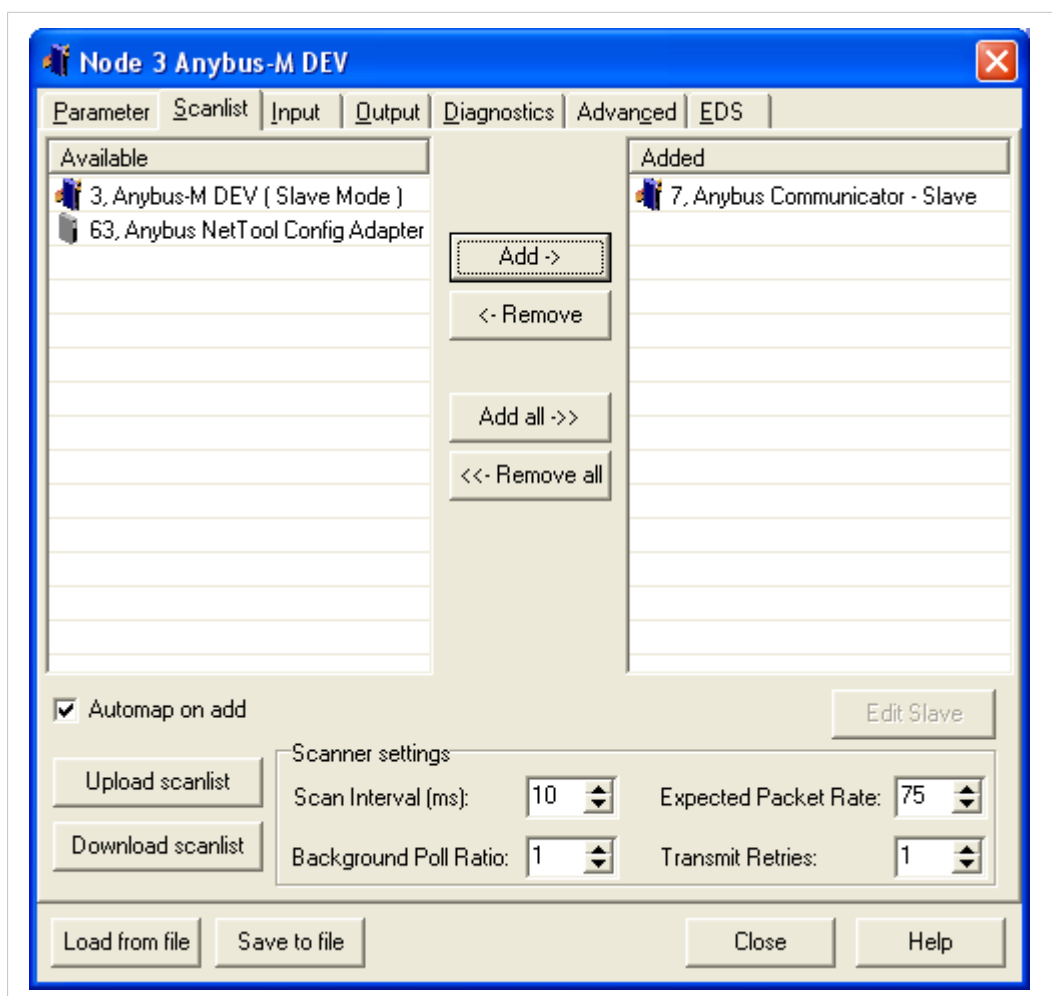 Node 3 Anybus-M DEV
Parameter Scanlist Input Output Diagnostics Advanced EDS
Available Added
3, Anybus-M DEV ( Slave Mode ) 7, Anybus Communicator - Slave
63, Anybus NetTool Config Adapter
Add ->
<- Remove
Add all ->>
<<- Remove all
Automap on add Edit Slave
Scanner settings
Upload scanlist Scan Interval (ms): 10 Expected Packet Rate: 75
Download scanlist Background Poll Ratio: 1 Transmit Retries: 1
Load from file Save to file Close Help